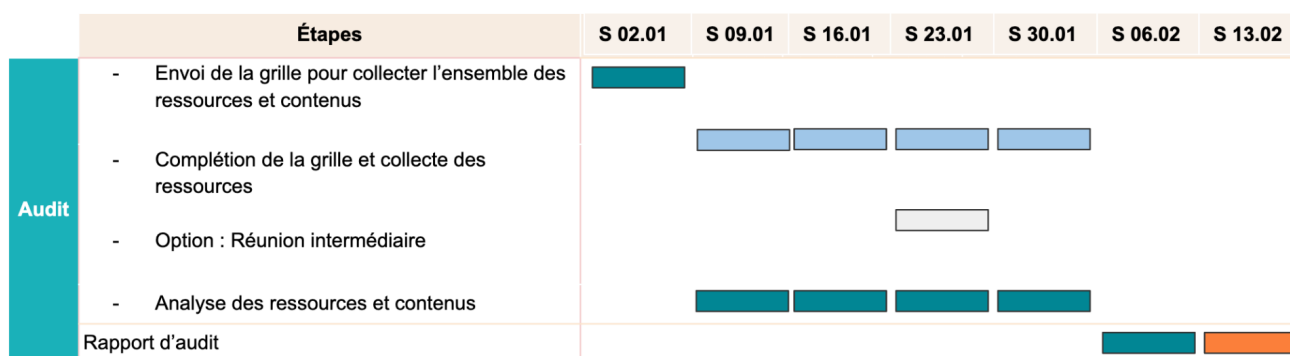 Étapes S 02.01 S 09.01 S 16.01 S 23.01 S 30.01 S 06.02 S 13.02
Audit
- Envoi de la grille pour collecter l’ensemble des
ressources et contenus
- Complétion de la grille et collecte des
ressources
- Option : Réunion intermédiaire
- Analyse des ressources et contenus
Rapport d’audit